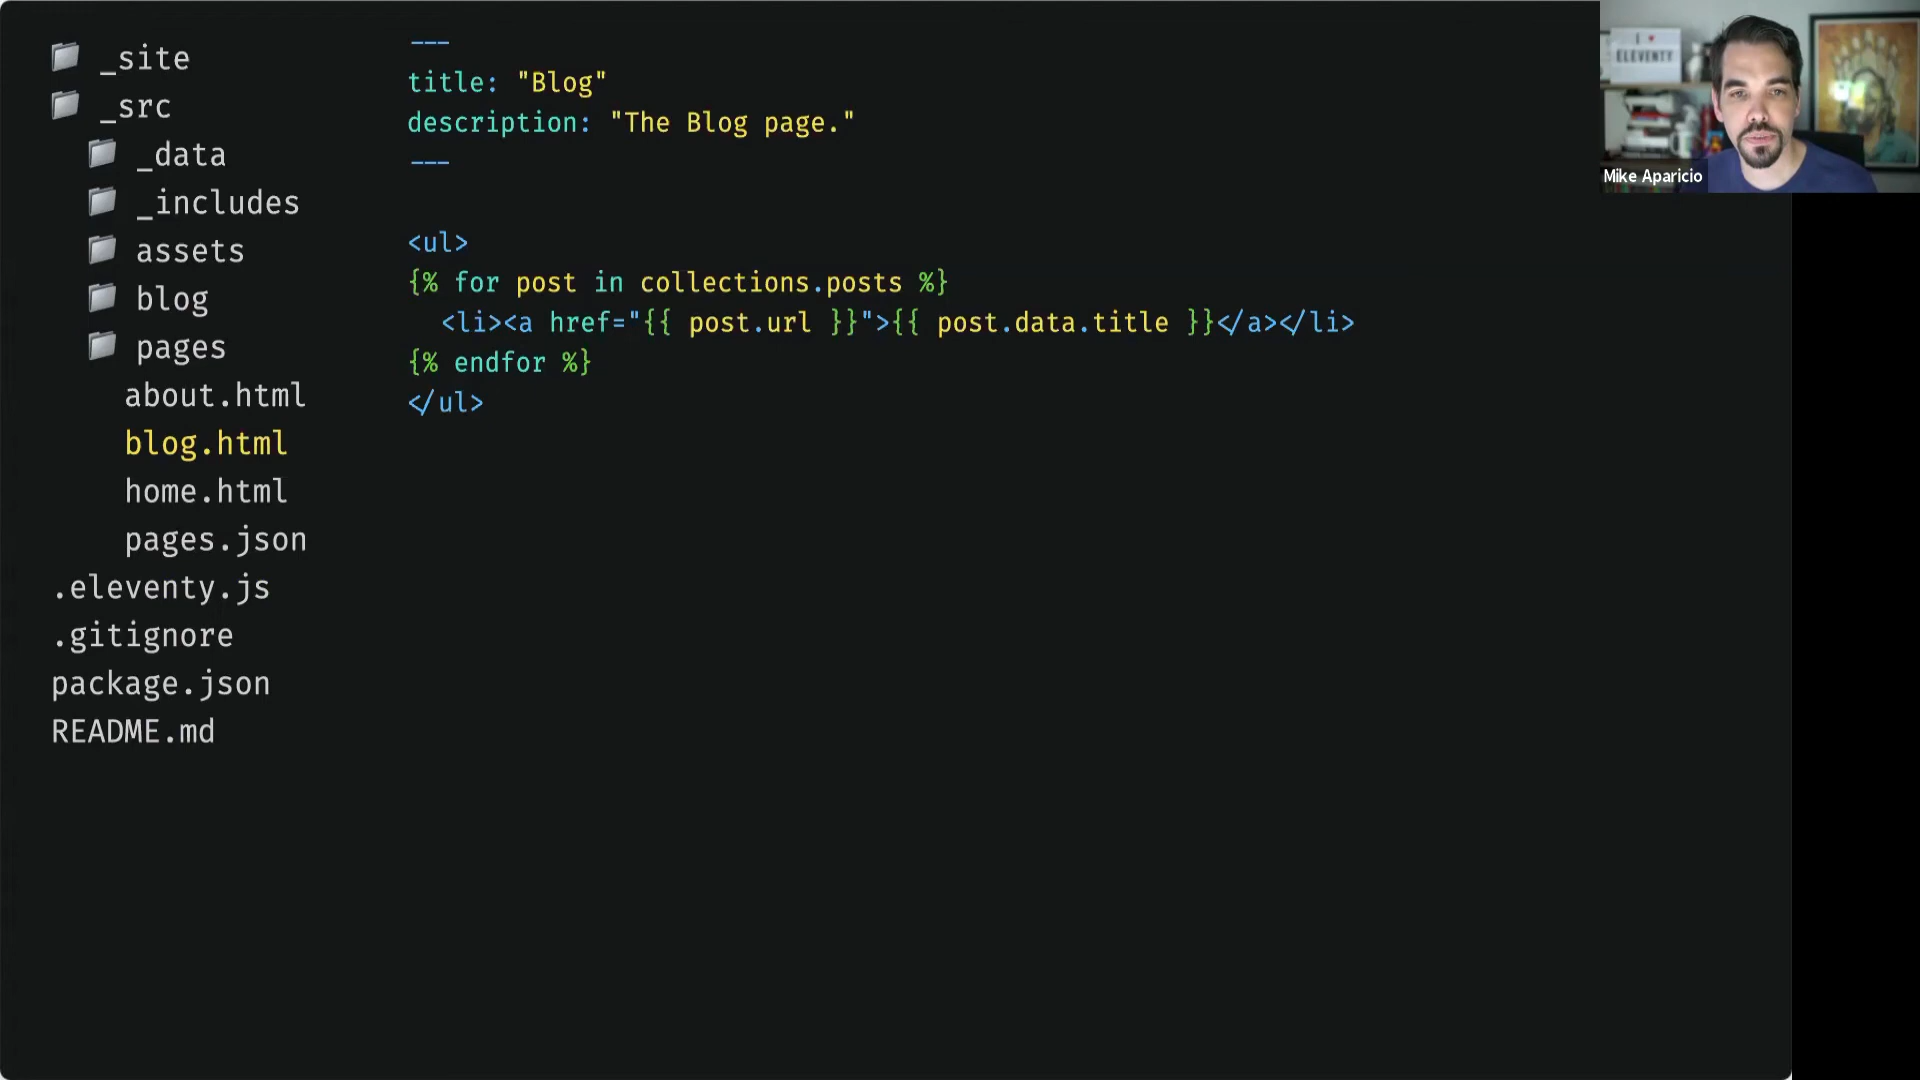 _site
_src
_data
_includes
assets
blog
pages
about.html
blog.html
home.html
pages.json
.eleventy.js
.gitignore
package.json
README.md
---
title: "Blog"
description: "The Blog page."
---
<ul>
{% for post in collections.posts %}
<li><a href="{{ post.url }}">{{ post.data.title }}</a></li>
{% endfor %}
</ul>
I ♥
ELEVENTY
Mike Aparicio